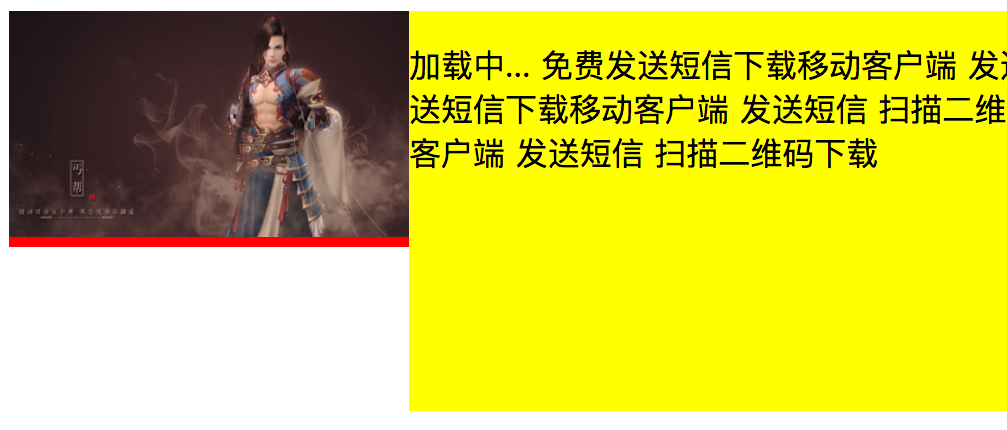 丐
帮
加载中... 免费发送短信下载移动客户端 发
送短信下载移动客户端 发送短信 扫描二维
客户端 发送短信 扫描二维码下载